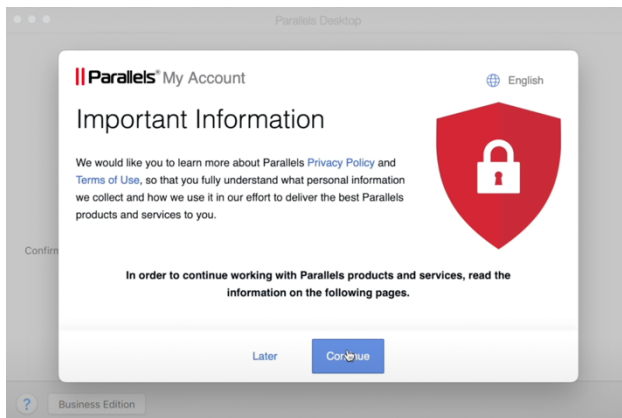 Parallels Desktop
Parallels® My Account
English
Important Information
We would like you to learn more about Parallels Privacy Policy and
Terms of Use, so that you fully understand what personal information
we collect and how we use it in our effort to deliver the best Parallels
products and services to you.
Confirm
In order to continue working with Parallels products and services, read the
information on the following pages.
Later
Continue
?
Business Edition